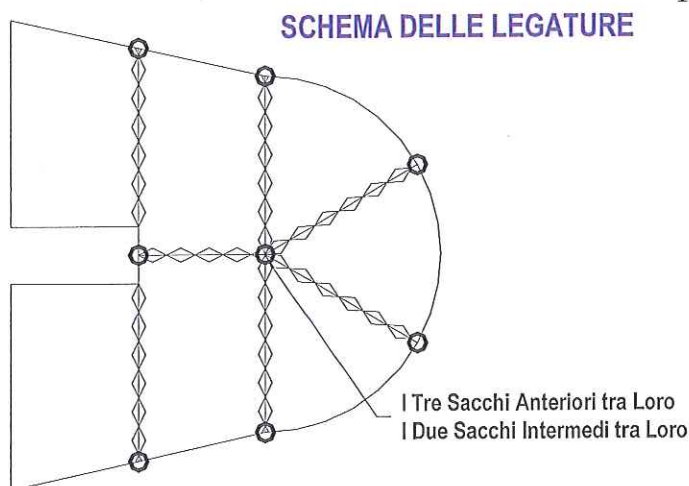 SCHEMA DELLE LEGATURE
I Tre Sacchi Anteriori tra Loro
I Due Sacchi Intermedi tra Loro